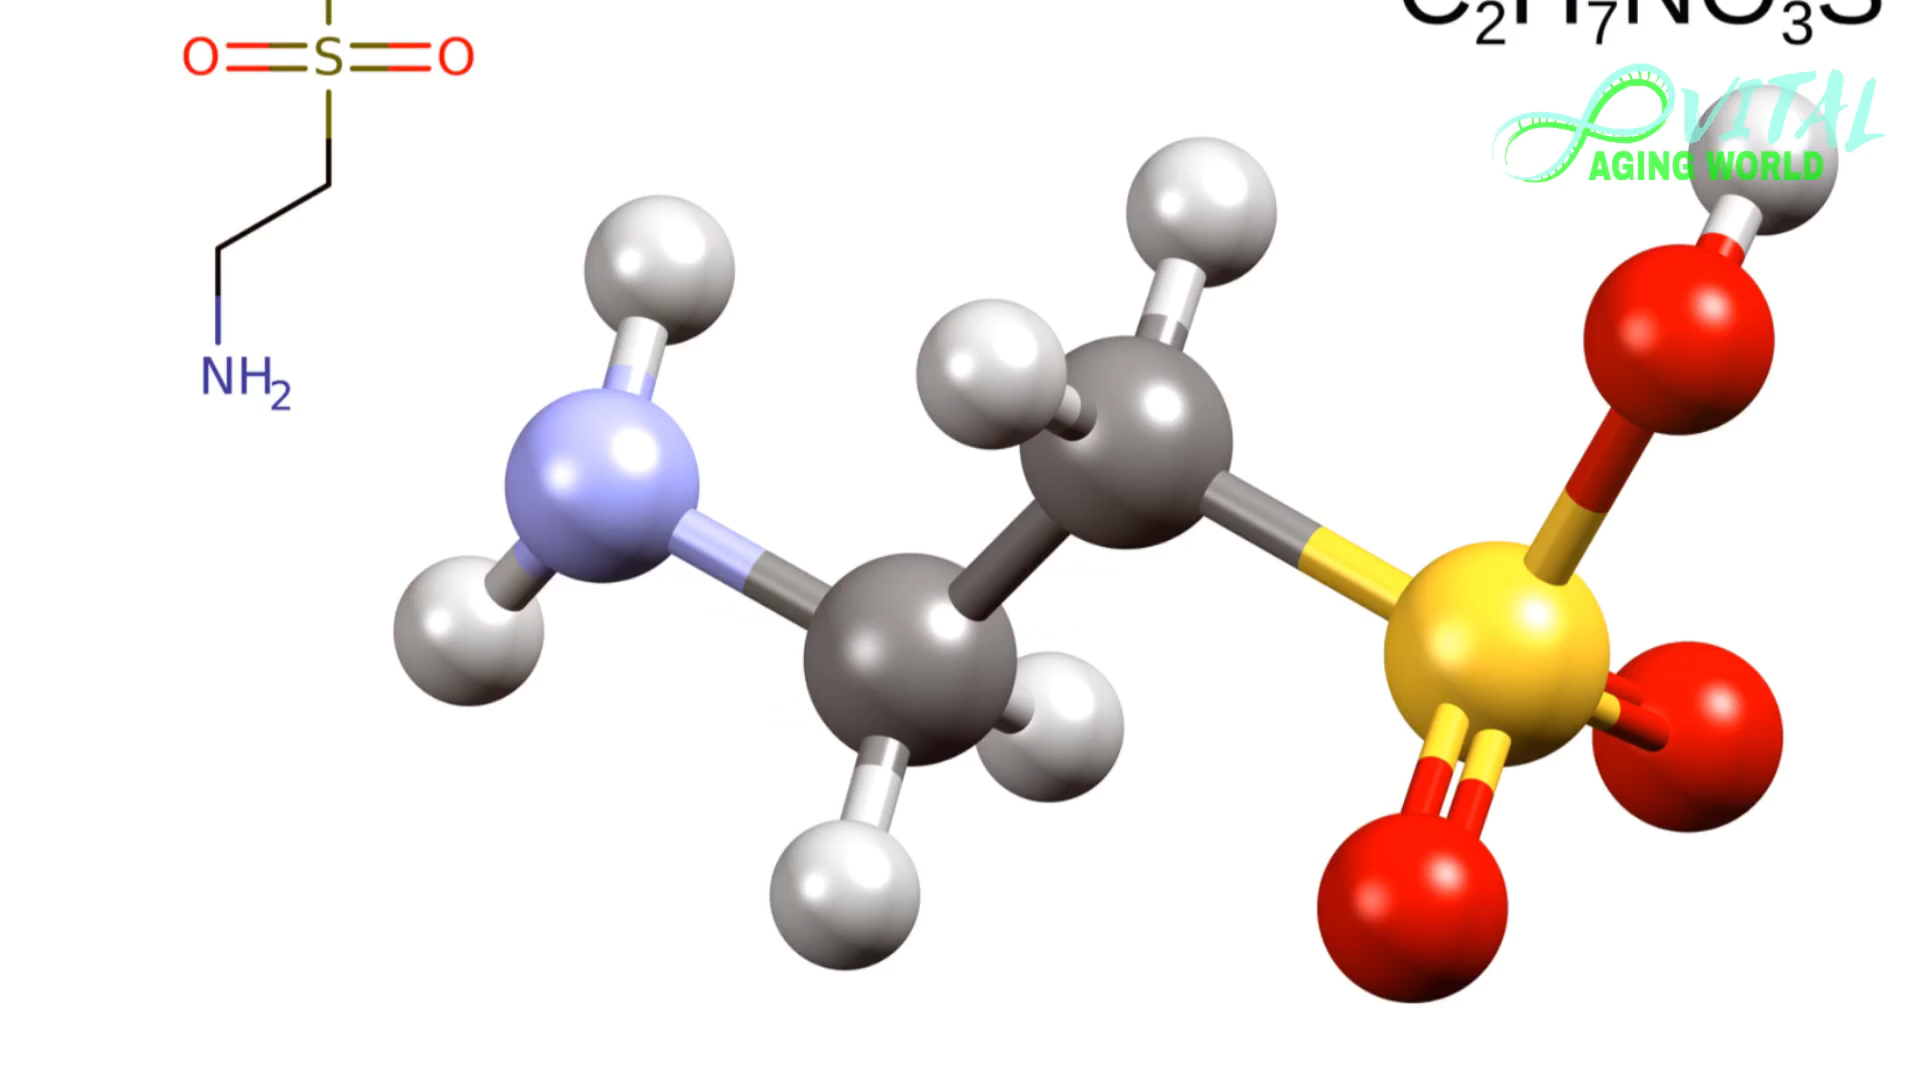 C₂H₇NO₃S
O S O
NH₂
VITAL
AGING WORLD